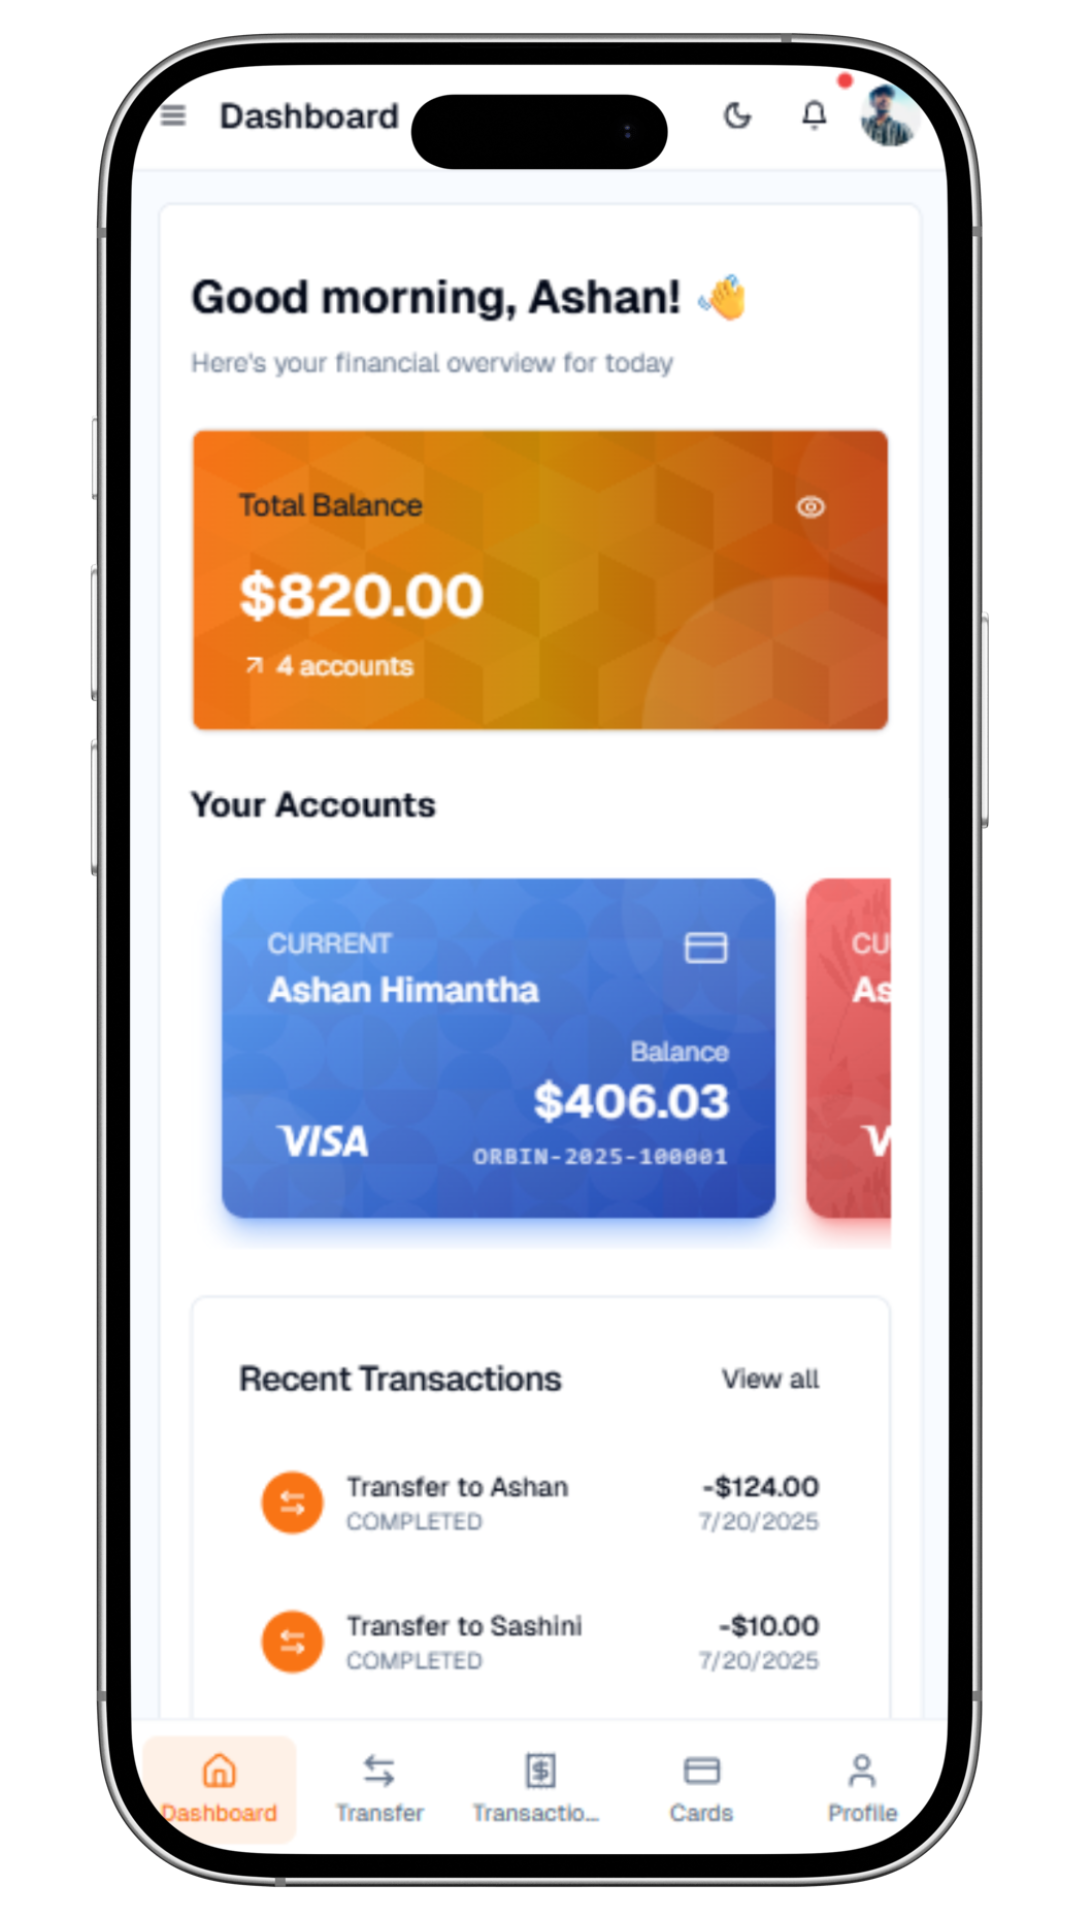 Dashboard
Good morning, Ashan! 👋
Here's your financial overview for today
Total Balance
$820.00
4 accounts
Your Accounts
CURRENT
Ashan Himantha
Balance
$406.03
VISA
ORBIN-2025-100001
CU
As
V
Recent Transactions
View all
Transfer to Ashan
-$124.00
COMPLETED
7/20/2025
Transfer to Sashini
-$10.00
COMPLETED
7/20/2025
Dashboard
Transfer
Transactio...
Cards
Profile